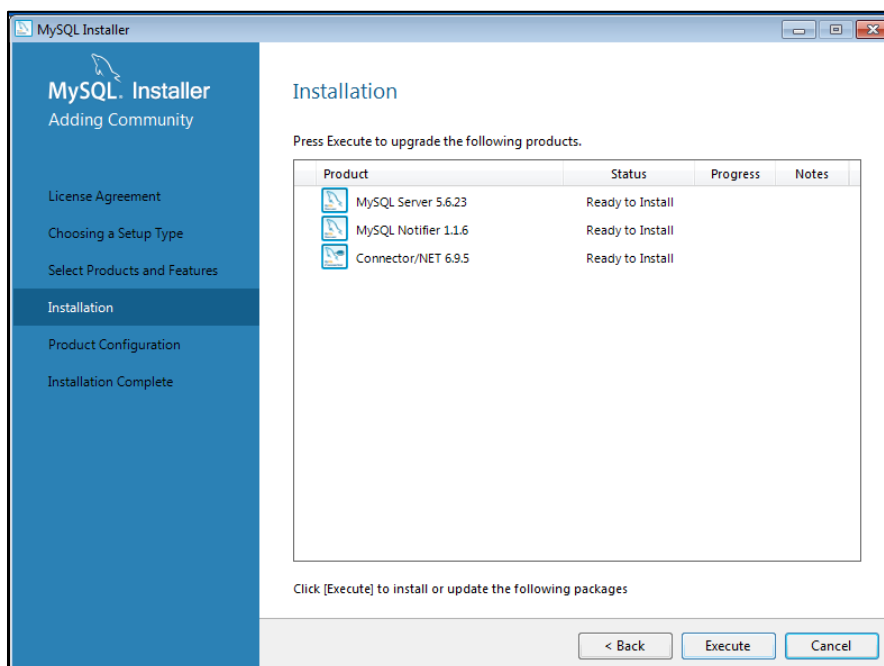 MySQL Installer
MySQL. Installer
Adding Community
License Agreement
Choosing a Setup Type
Select Products and Features
Installation
Product Configuration
Installation Complete
Installation
Press Execute to upgrade the following products.
Product Status Progress Notes
MySQL Server 5.6.23 Ready to Install
MySQL Notifier 1.1.6 Ready to Install
Connector/NET 6.9.5 Ready to Install
Click [Execute] to install or update the following packages
< Back Execute Cancel